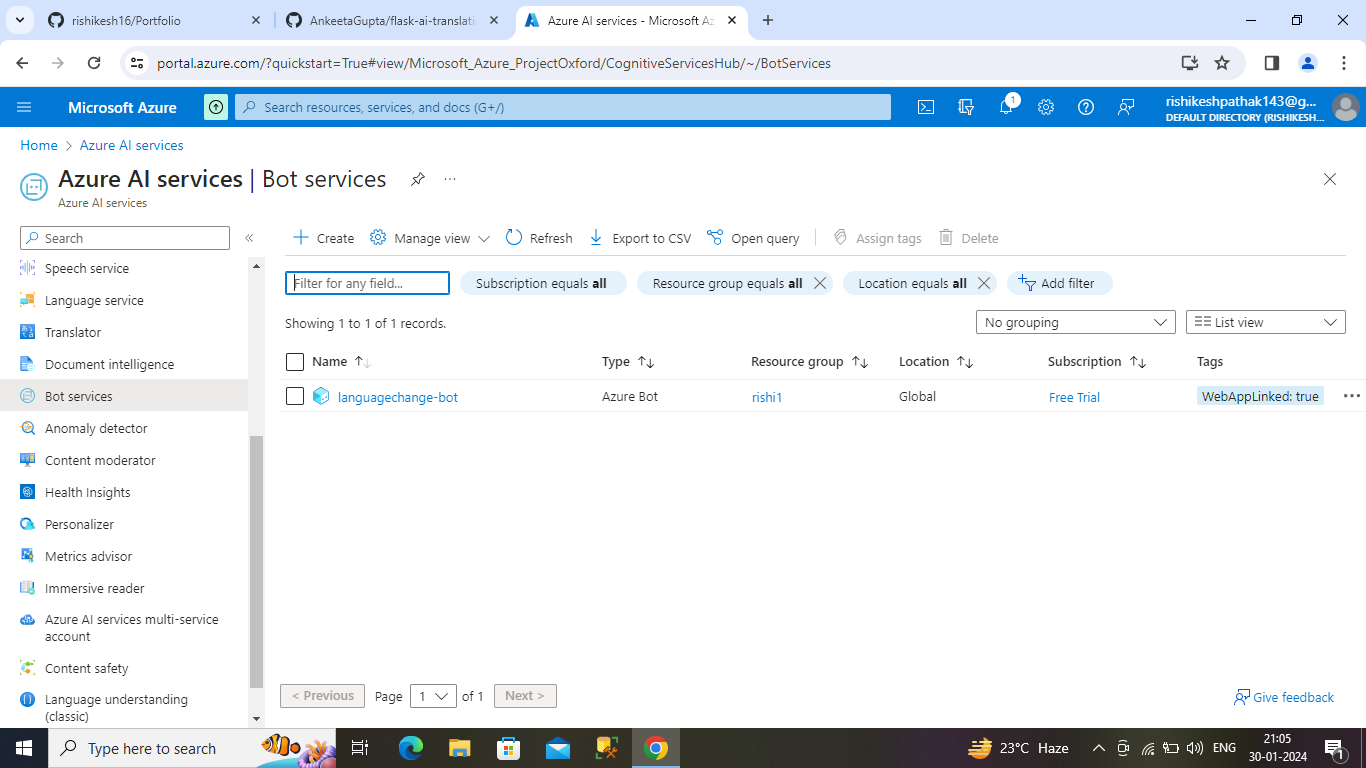 rishikesh16/Portfolio
AnkeetaGupta/flask-ai-translati
Azure AI services - Microsoft Az
portal.azure.com/?quickstart=True#view/Microsoft_Azure_ProjectOxford/CognitiveServicesHub/~/BotServices
Microsoft Azure
Search resources, services, and docs (G+/)
1
rishikeshpathak143@g...
DEFAULT DIRECTORY (RISHIKESH...
Home > Azure AI services
Azure AI services | Bot services
Azure AI services
Search
Speech service
Language service
Translator
Document intelligence
Bot services
Anomaly detector
Content moderator
Health Insights
Personalizer
Metrics advisor
Immersive reader
Azure AI services multi-service
account
Content safety
Language understanding
(classic)
Create Manage view Refresh Export to CSV Open query Assign tags Delete
Filter for any field... Subscription equals all Resource group equals all Location equals all Add filter
Showing 1 to 1 of 1 records. No grouping List view
Name Type Resource group Location Subscription Tags
languagechange-bot Azure Bot rishi1 Global Free Trial WebAppLinked: true
< Previous Page 1 of 1 Next > Give feedback
Type here to search
23°C Haze
ENG
21:05
30-01-2024
1